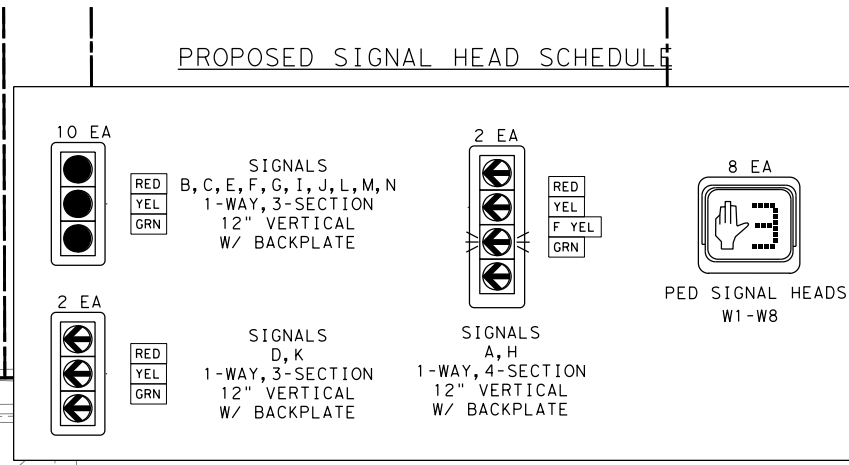 PROPOSED SIGNAL HEAD SCHEDULE
10 EA
RED
YEL
GRN
SIGNALS
B,C,E,F,G,I,J,L,M,N
1-WAY,3-SECTION
12" VERTICAL
W/ BACKPLATE
2 EA
RED
YEL
F YEL
GRN
SIGNALS
A,H
1-WAY,4-SECTION
12" VERTICAL
W/ BACKPLATE
8 EA
3
PED SIGNAL HEADS
W1-W8
2 EA
RED
YEL
GRN
SIGNALS
D,K
1-WAY,3-SECTION
12" VERTICAL
W/ BACKPLATE